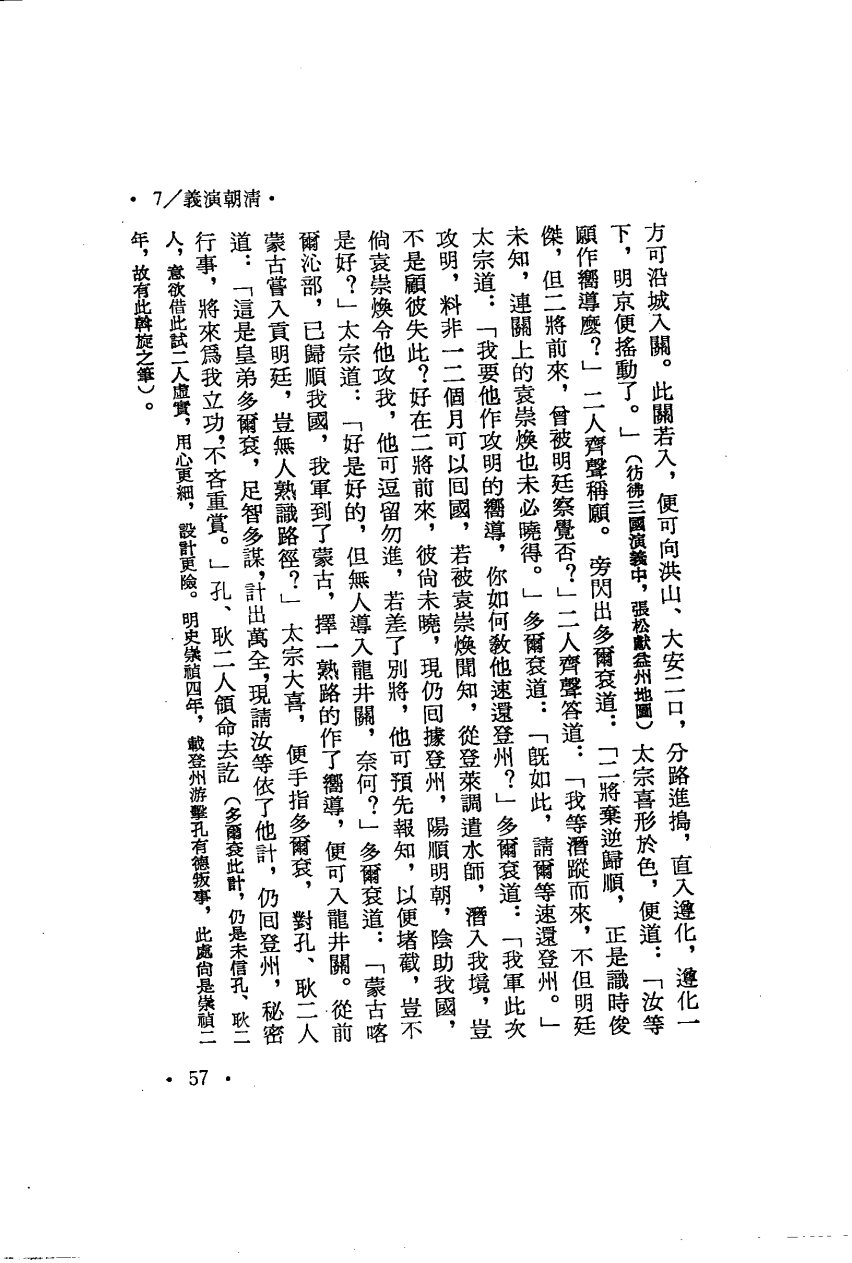 •7／義演朝淸•
方可沿城入關。此關若入，便可向洪山、大安二口，分路進搗，直入遵化，遵化一
下，明京便搖動了。」（彷彿三國演義中，張松獻益州地圖）太宗喜形於色，便道：「汝等
願作嚮導麼？」二人齊聲稱願。旁閃出多爾袞道：「二將棄逆歸順，正是識時俊
傑，但二將前來，曾被明廷察覺否？」二人齊聲答道：「我等潛蹤而來，不但明廷
未知，連關上的袁崇煥也未必曉得。」多爾袞道：「旣如此，請爾等速還登州。」
太宗道：「我要他作攻明的嚮導，你如何敎他速還登州？」多爾袞道：「我軍此次
攻明，料非一二個月可以囘國，若被袁崇煥聞知，從登萊調遣水師，潛入我境，豈
不是顧彼失此？好在二將前來，彼尙未曉，現仍囘據登州，陽順明朝，陰助我國，
倘袁崇煥令他攻我，他可逗留勿進，若差了別將，他可預先報知，以便堵截，豈不
是好？」太宗道：「好是好的，但無人導入龍井關，奈何？」多爾袞道：「蒙古喀
爾沁部，已歸順我國，我軍到了蒙古，擇一熟路的作了嚮導，便可入龍井關。從前
蒙古嘗入貢明廷，豈無人熟識路徑？」太宗大喜，便手指多爾袞，對孔、耿二人
道：「這是皇弟多爾袞，足智多謀，計出萬全，現請汝等依了他計，仍囘登州，秘密
行事，將來爲我立功，不吝重賞。」孔、耿二人領命去訖（多爾袞此計，仍是未信孔、耿二
人，意欲借此試二人虛實，用心更細，設計更險。明史崇禎四年，載登州游擊孔有德叛事，此處尙是崇禎二
年，故有此斡旋之筆）。
•57•